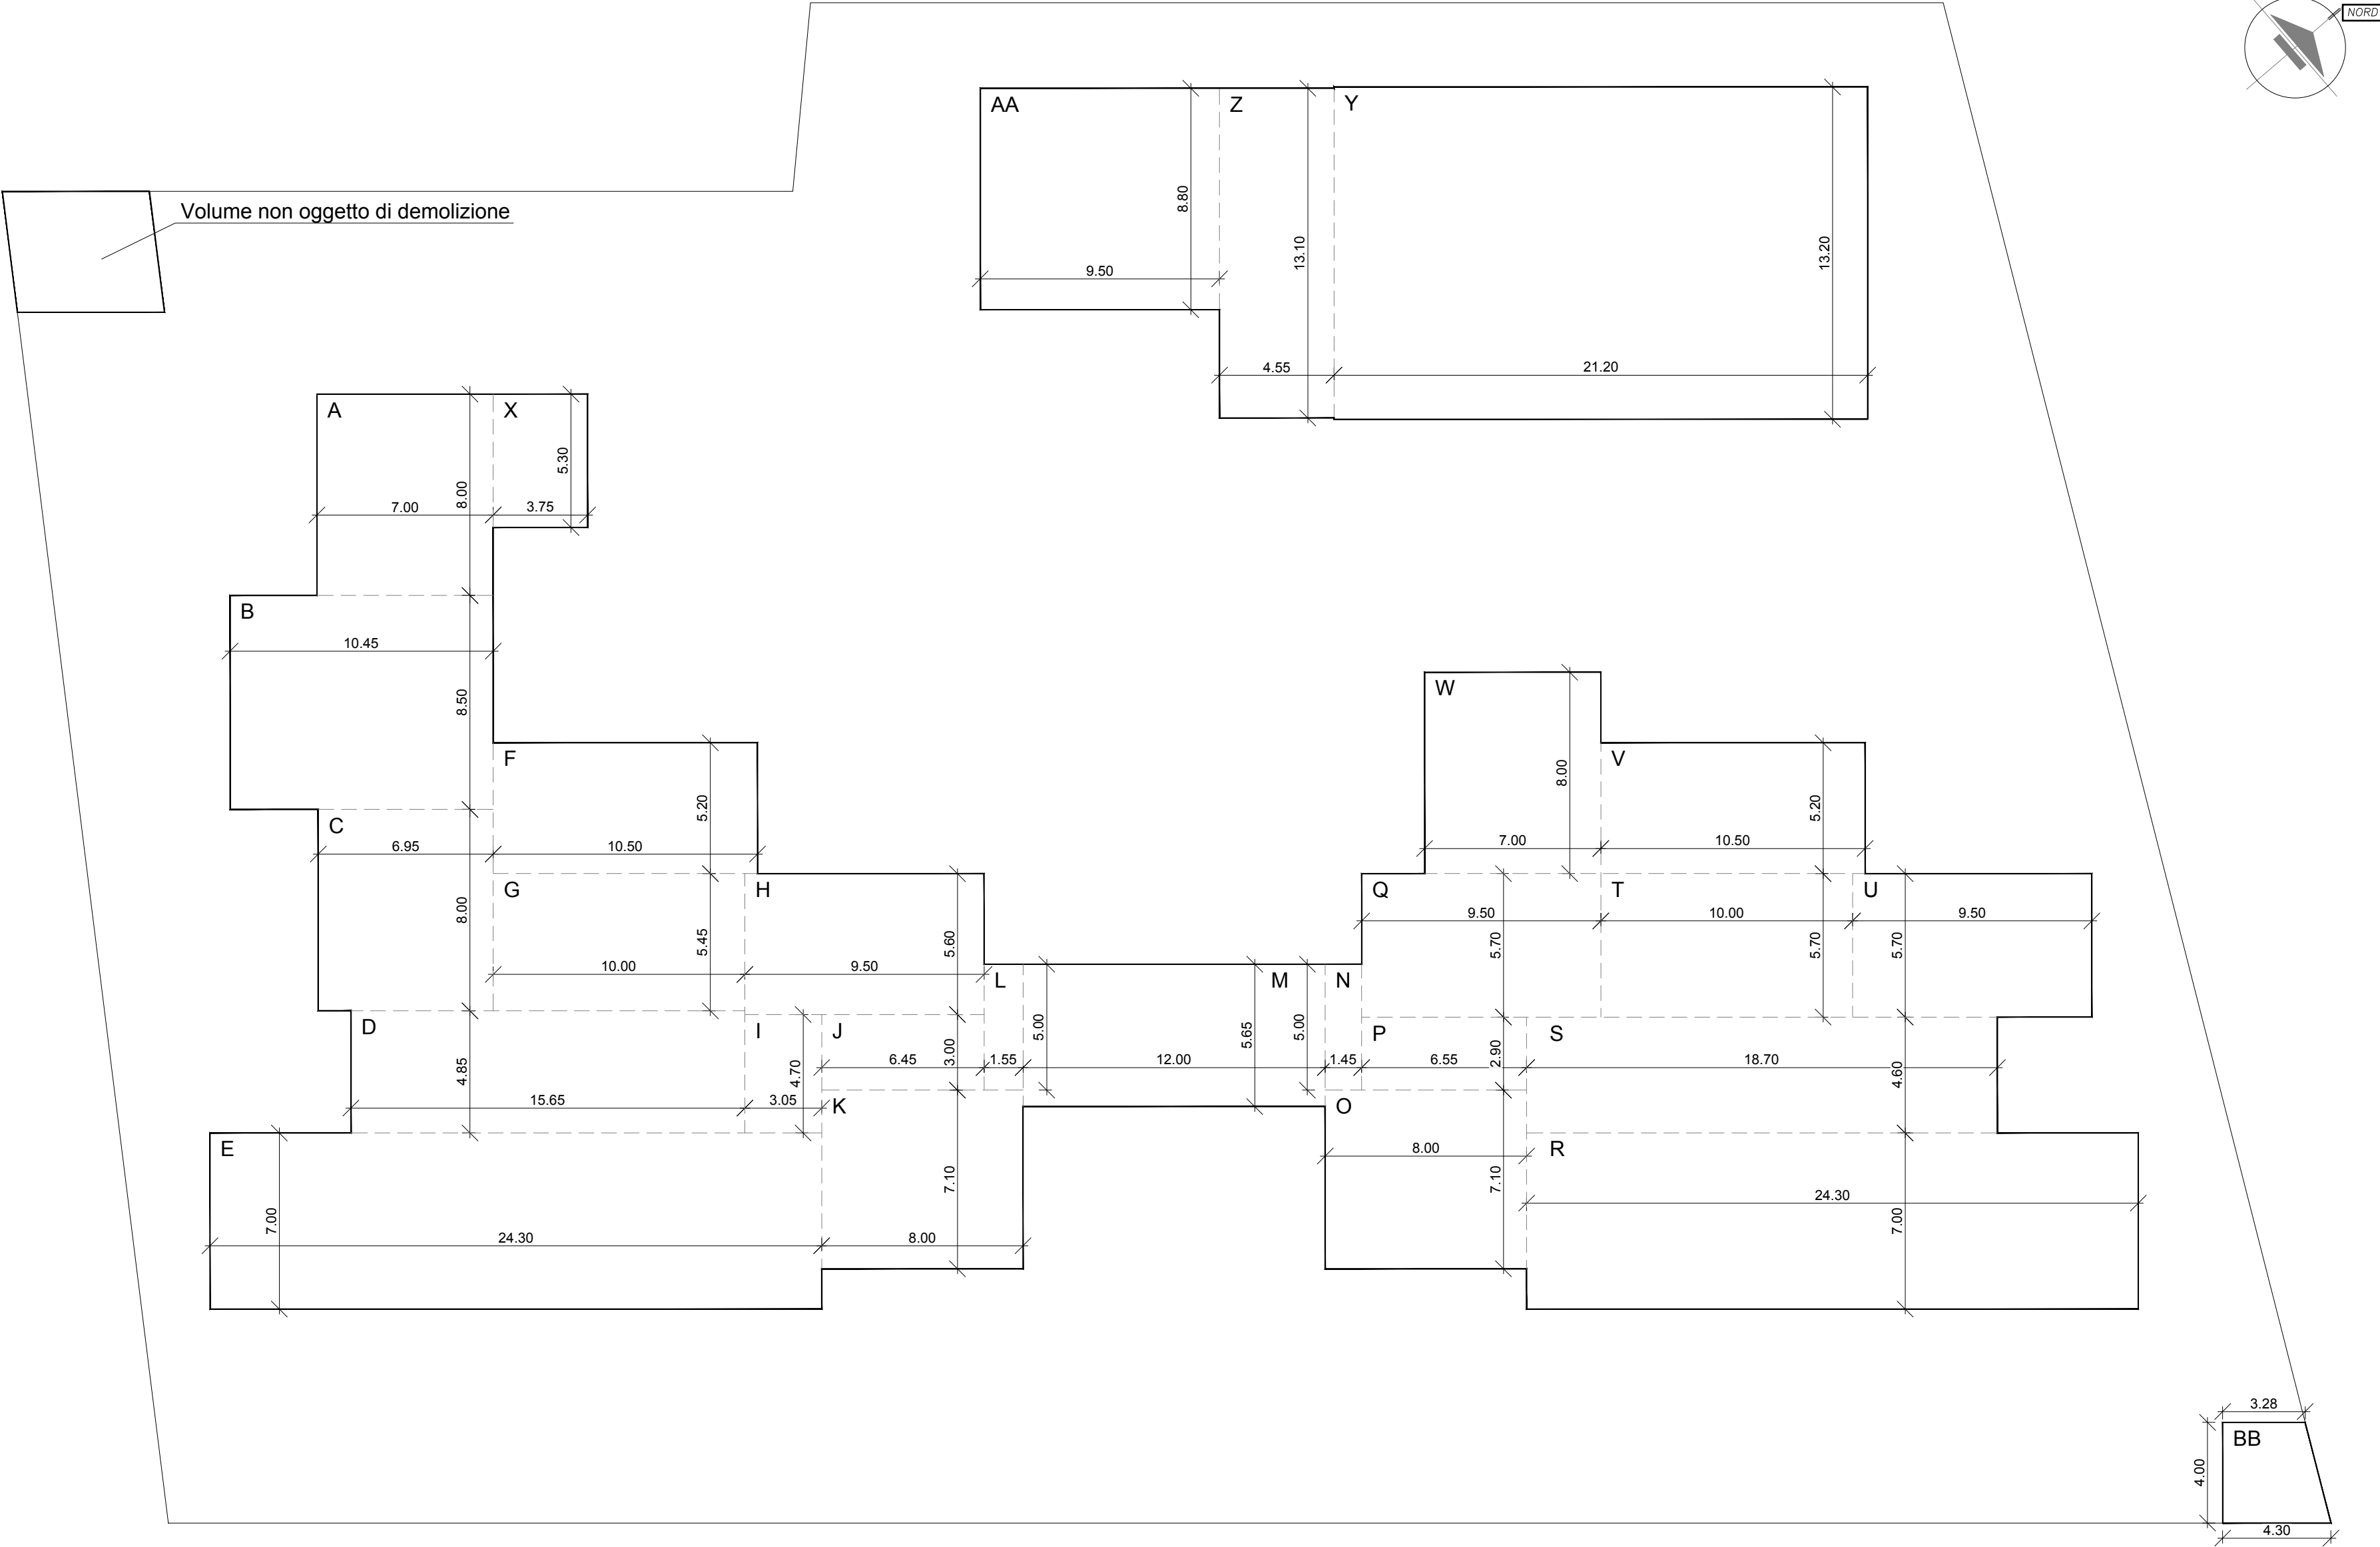 NORD
AA
Z
Y
8.80
13.10
13.20
9.50
4.55
21.20
Volume non oggetto di demolizione
A
X
5.30
8.00
7.00
3.75
B
10.45
8.50
W
F
V
8.00
5.20
5.20
C
6.95
10.50
7.00
10.50
G
H
Q
T
U
8.00
5.45
5.60
9.50
10.00
9.50
5.70
5.70
5.70
10.00
9.50
L
M
N
D
I
J
P
S
5.00
5.65
5.00
4.85
4.70
3.00
6.45
1.55
12.00
1.45
6.55
2.90
18.70
4.60
15.65
3.05
K
O
E
8.00
R
7.10
7.10
24.30
7.00
7.00
24.30
8.00
3.28
BB
4.00
4.30